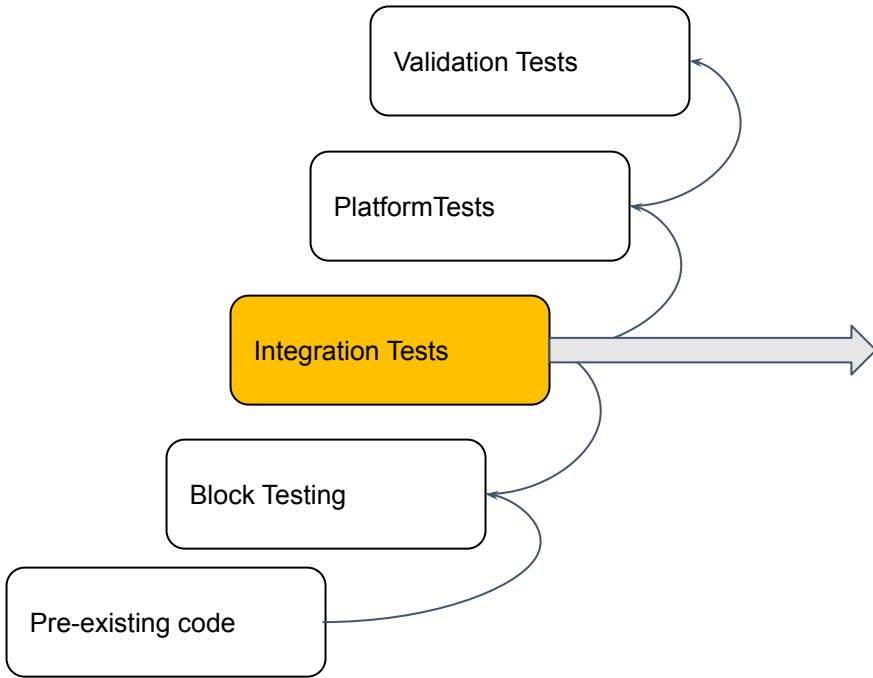 Validation Tests
PlatformTests
Integration Tests
Block Testing
Pre-existing code